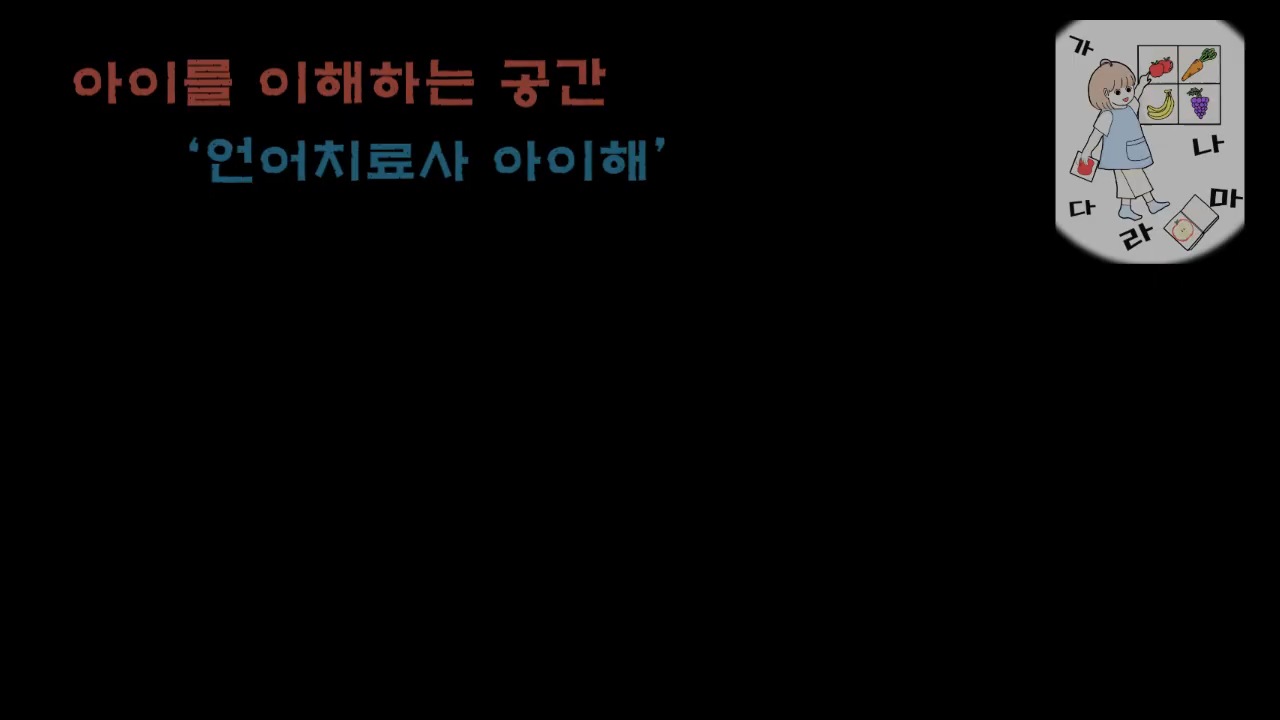 아이를 이해하는 공간
‘언어치료사 아이해’
가
나
다
마
라